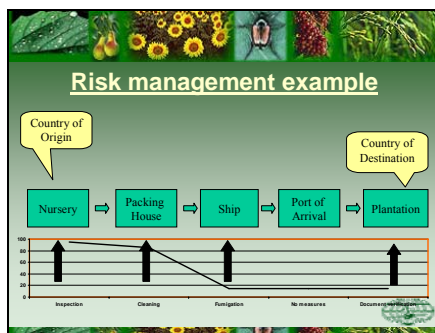 Risk management example
Country of
Origin
Country of
Destination
Nursery
Packing
House
Ship
Port of
Arrival
Plantation
100
80
60
40
20
0
Inspection
Cleaning
Fumigation
No measures
Document verification